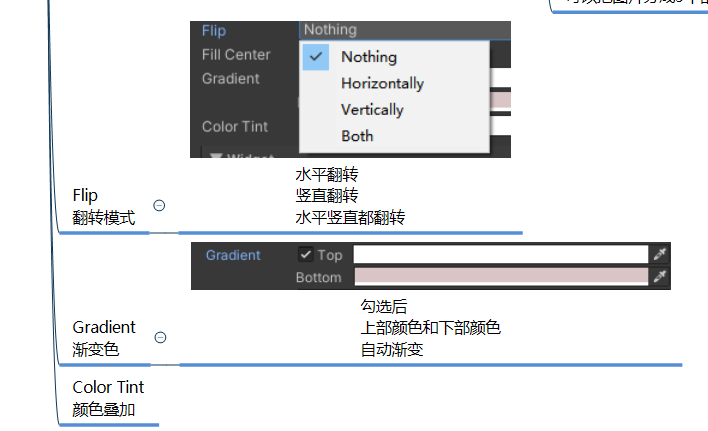 Flip
Nothing
Fill Center
Gradient
Color Tint
Nothing
Horizontally
Vertically
Both
水平翻转
竖直翻转
水平竖直都翻转
Flip
翻转模式
Gradient
Top
Bottom
勾选后
上部颜色和下部颜色
自动渐变
Gradient
渐变色
Color Tint
颜色叠加